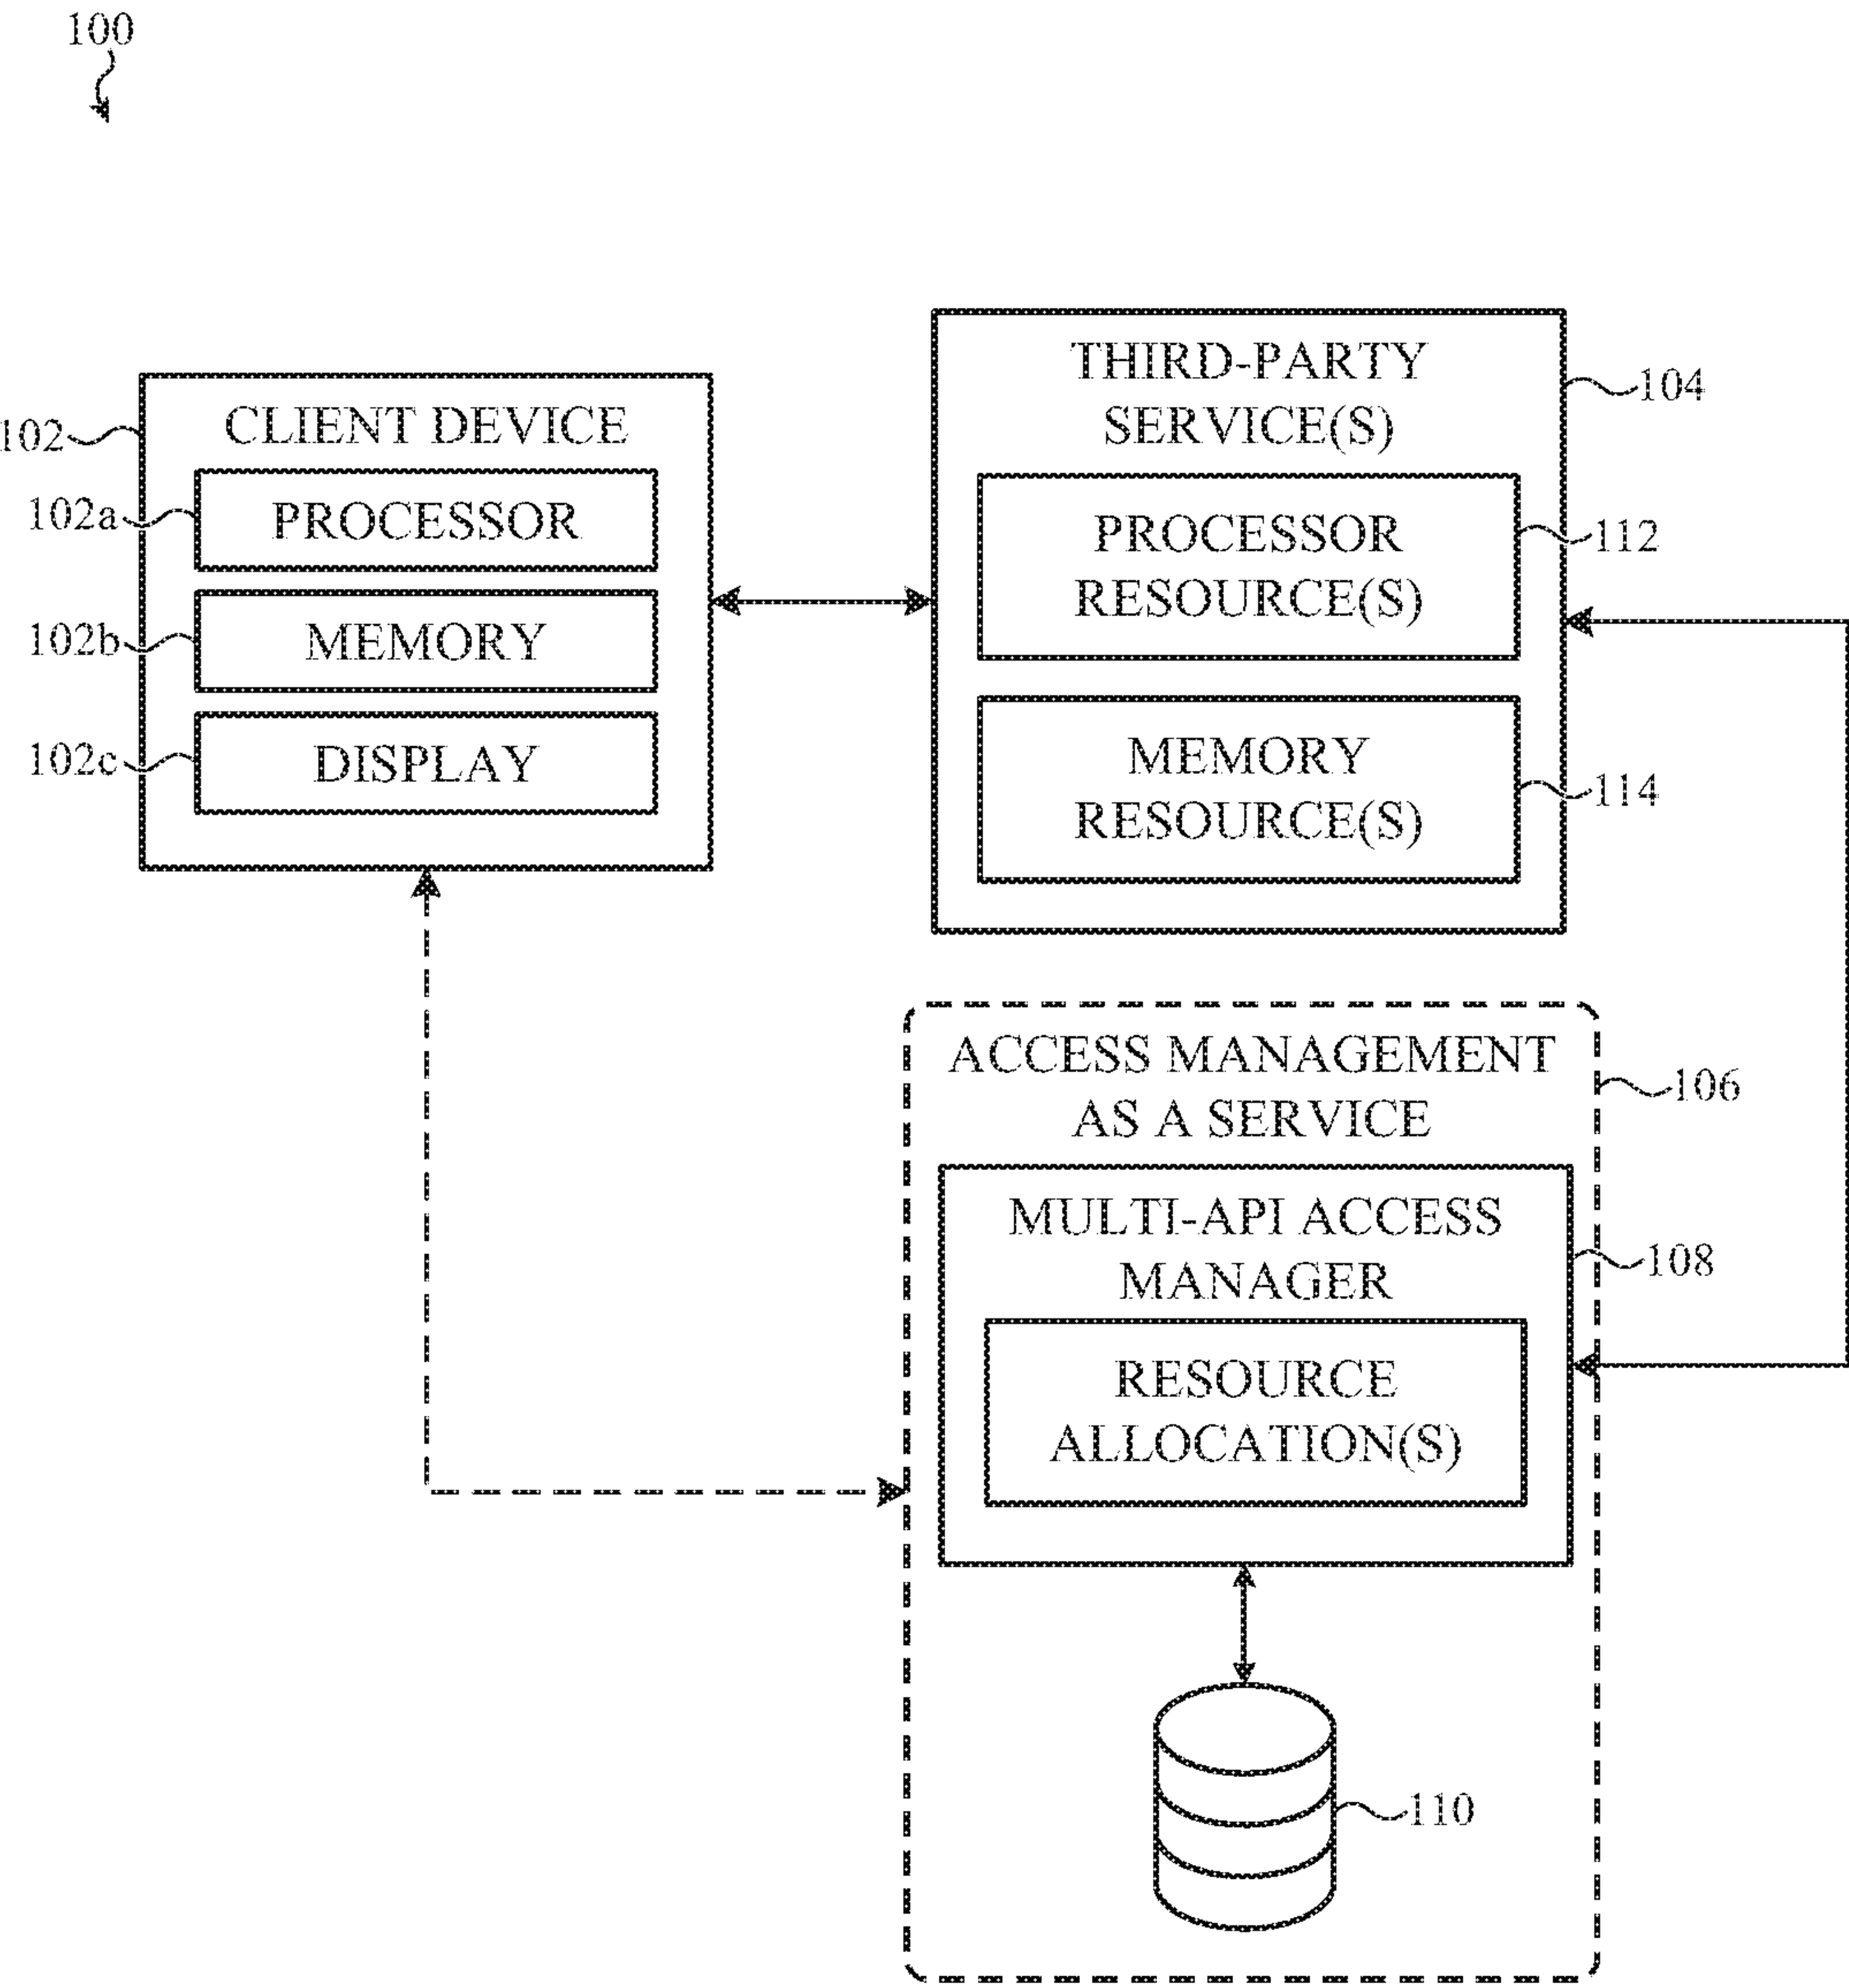 100
THIRD-PARTY
SERVICE(S)
104
CLIENT DEVICE
102
PROCESSOR
102a
PROCESSOR
RESOURCE(S)
112
MEMORY
102b
DISPLAY
102c
MEMORY
RESOURCE(S)
114
ACCESS MANAGEMENT
AS A SERVICE
106
MULTI-API ACCESS
MANAGER
108
RESOURCE
ALLOCATION(S)
110